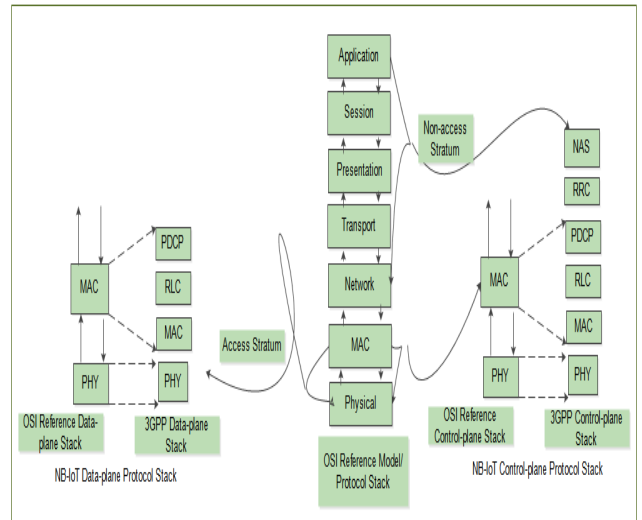 Application
Session
Presentation
Transport
Network
MAC
Physical
OSI Reference Model/
Protocol Stack
Non-access
Stratum
Access Stratum
MAC
PHY
OSI Reference Data-
plane Stack
PDCP
RLC
MAC
PHY
3GPP Data-plane
Stack
NB-IoT Data-plane Protocol Stack
MAC
PHY
OSI Reference
Control-plane Stack
NAS
RRC
PDCP
RLC
MAC
PHY
3GPP Control-plane
Stack
NB-IoT Control-plane Protocol Stack